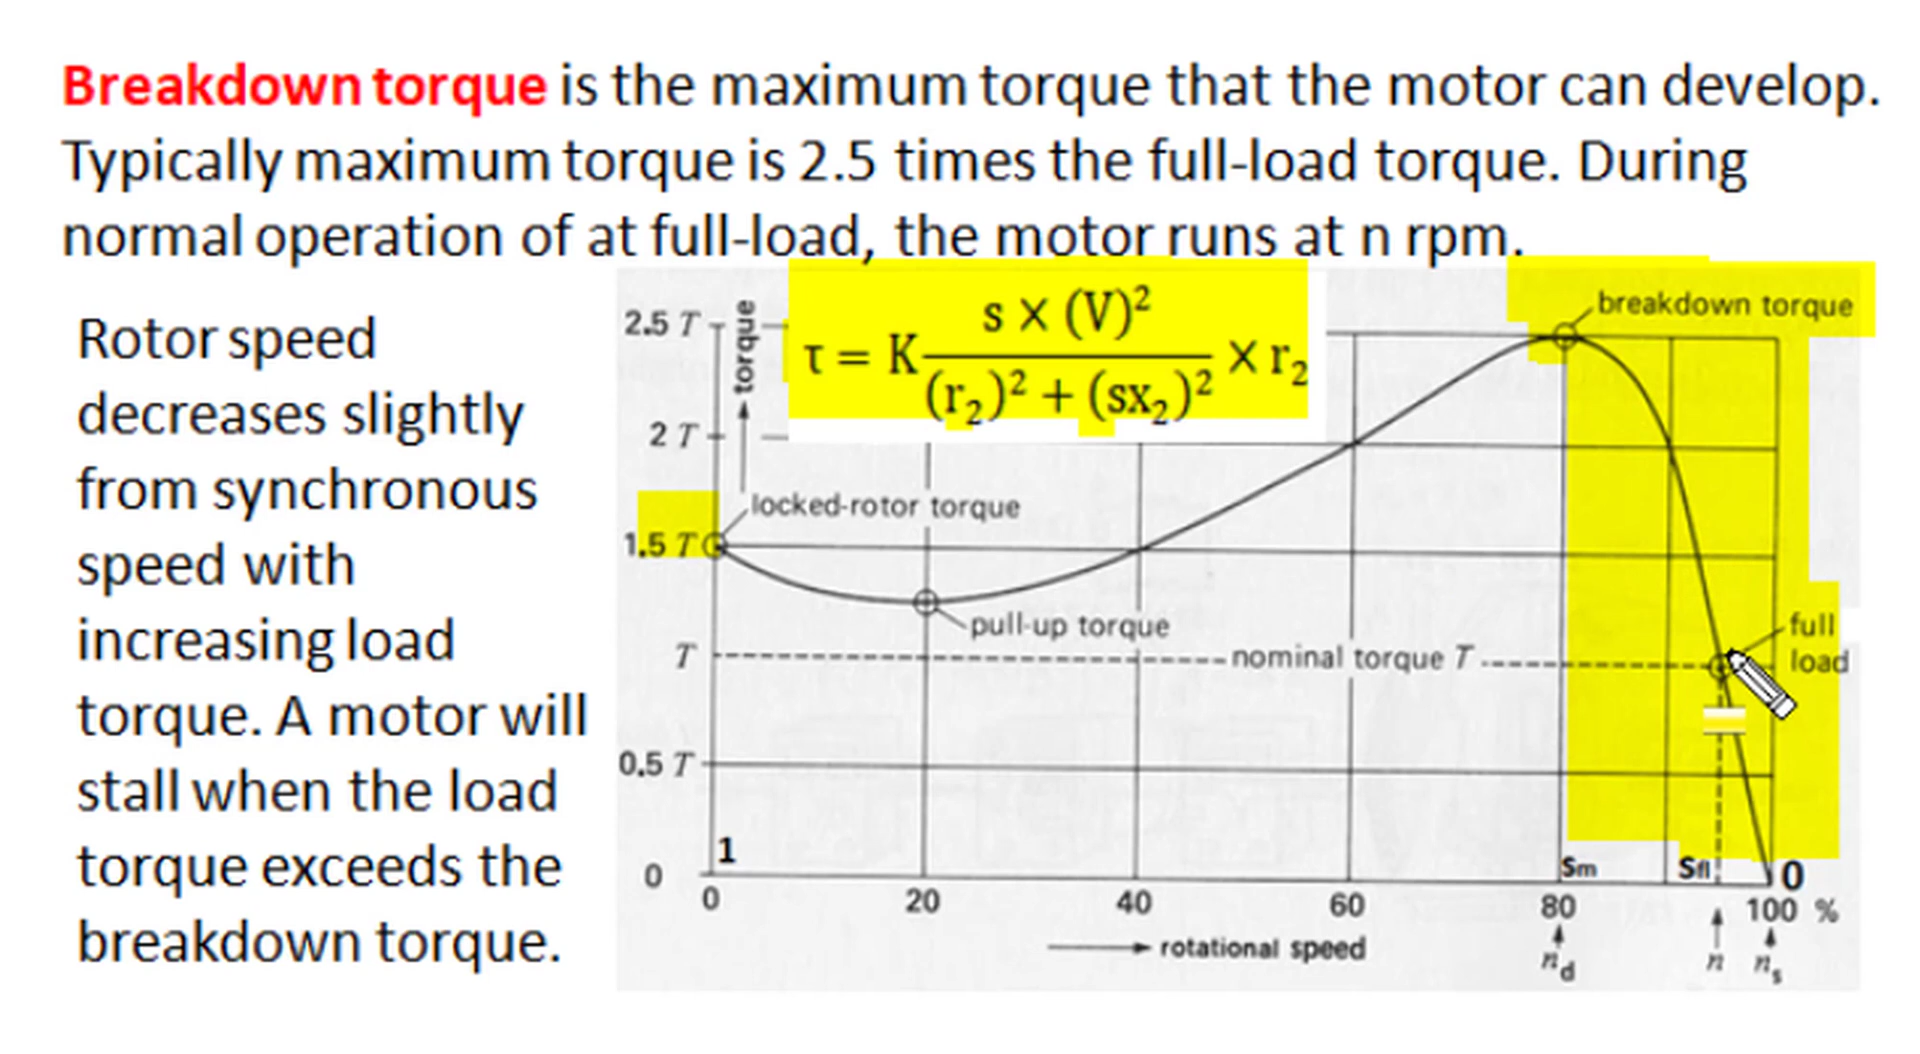 Breakdown torque is the maximum torque that the motor can develop.
Typically maximum torque is 2.5 times the full-load torque. During
normal operation of at full-load, the motor runs at n rpm.
Rotor speed
decreases slightly
from synchronous
speed with
increasing load
torque. A motor will
stall when the load
torque exceeds the
breakdown torque.
τ = K s × (V)² / (r₂)² + (sx₂)² × r₂
torque
2.5 T
2 T
1.5 T
T
0.5 T
0
breakdown torque
locked-rotor torque
pull-up torque
nominal torque T
full
load
1
Sm
Sfl
0
0 20 40 60 80 100 %
rotational speed
n_d
n
n_s